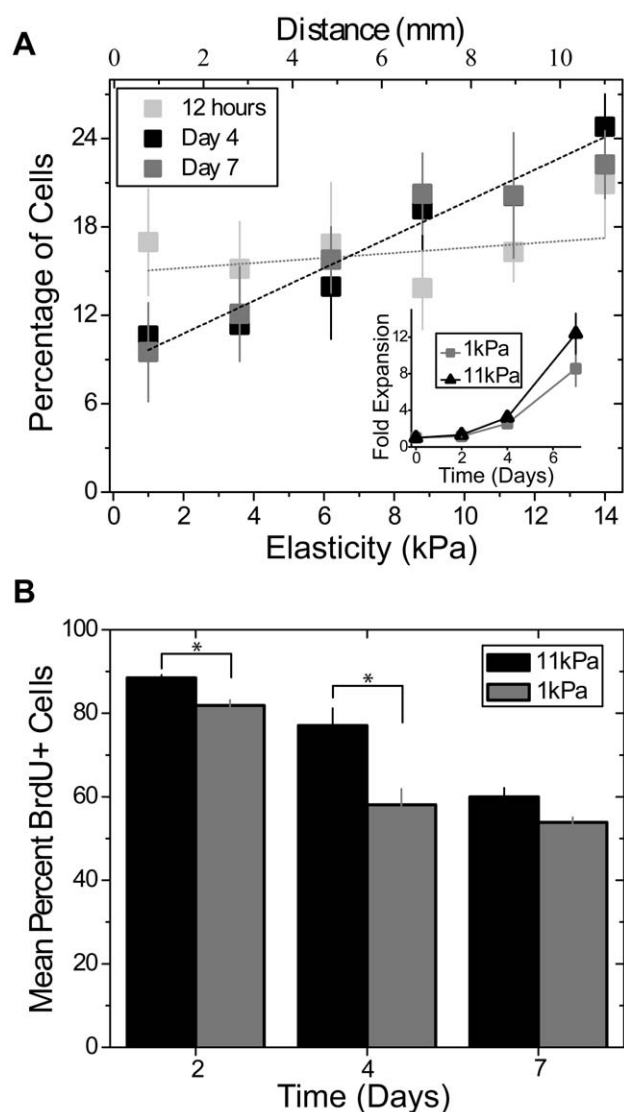 Distance (mm)
A
0 2 4 6 8 10
12 hours
Day 4
Day 7
Percentage of Cells
24
18
12
6
0
Fold Expansion
12
8
4
0
1kPa
11kPa
0 2 4 6
Time (Days)
0 2 4 6 8 10 12 14
Elasticity (kPa)
B
Mean Percent BrdU+ Cells
100
80
60
40
20
0
*
*
11kPa
1kPa
2 4 7
Time (Days)